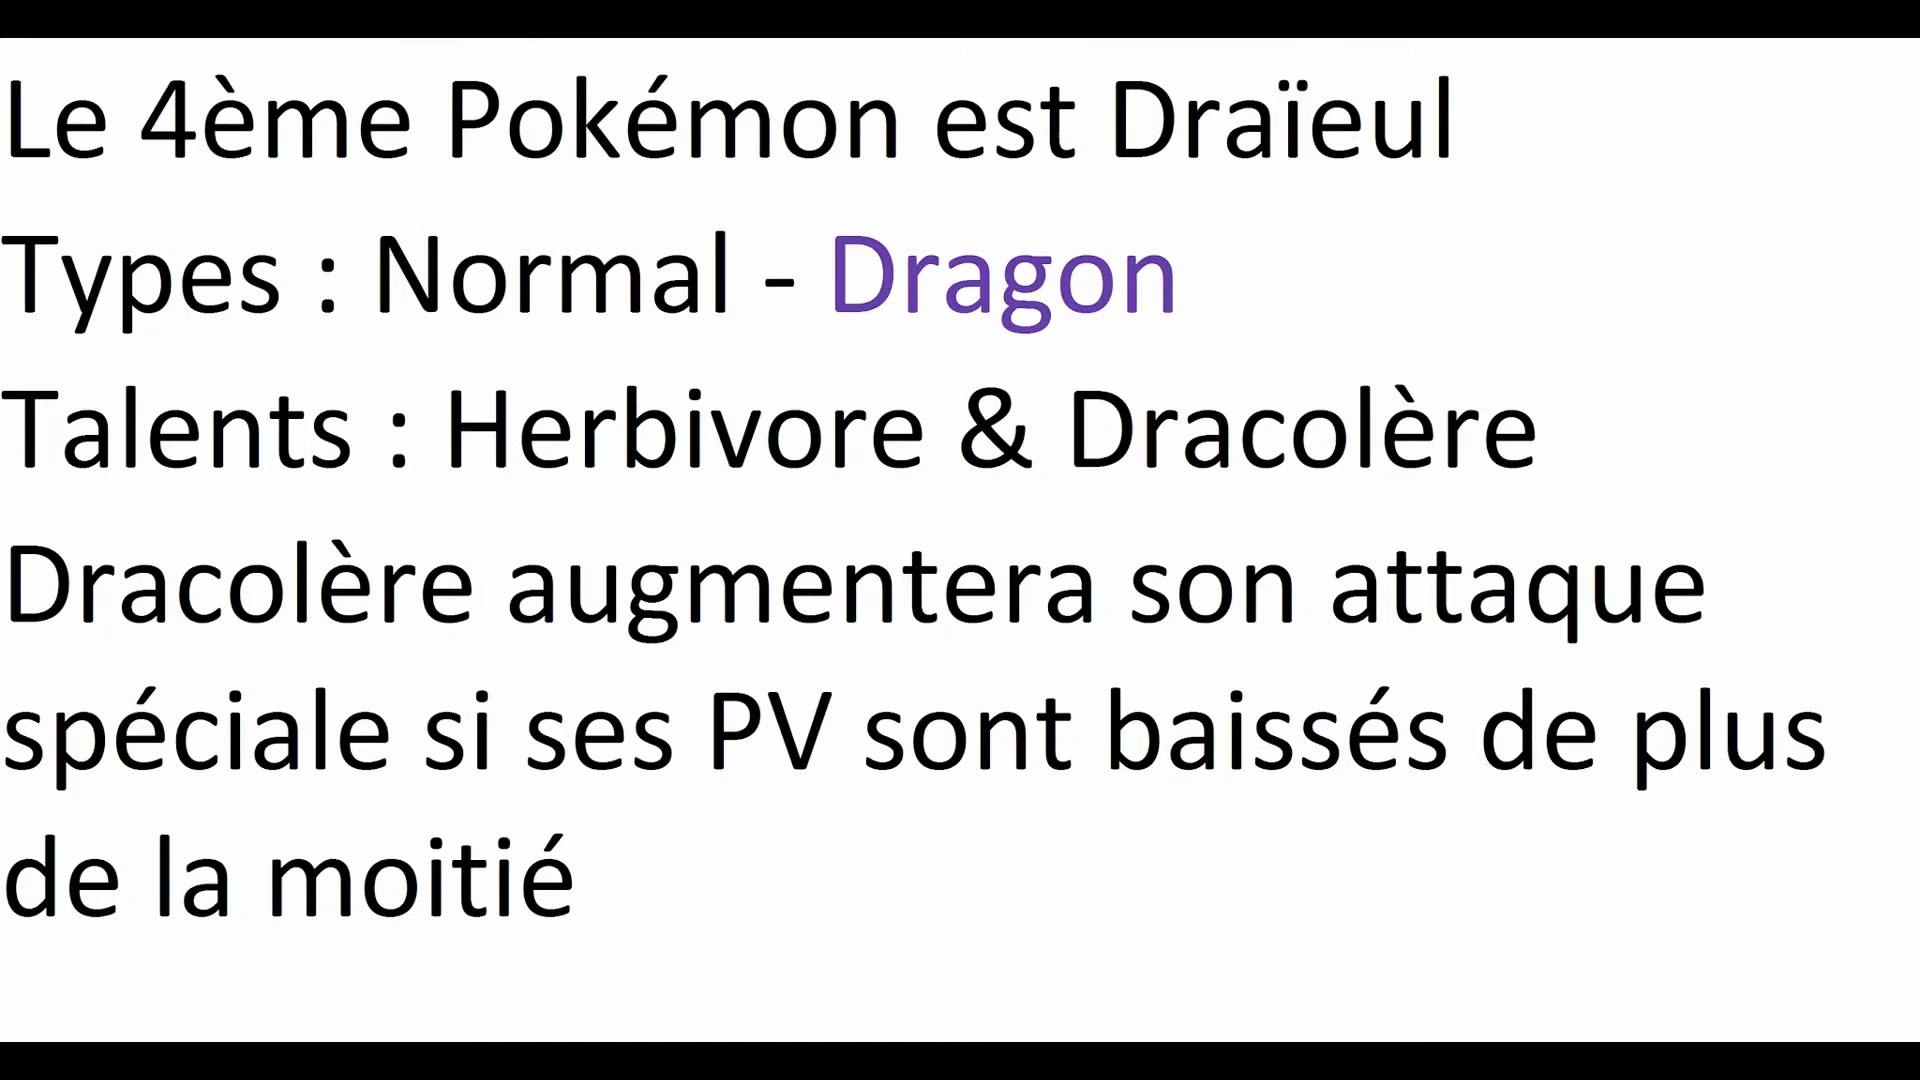 Le 4ème Pokémon est Draïeul
Types : Normal - Dragon
Talents : Herbivore & Dracolère
Dracolère augmentera son attaque
spéciale si ses PV sont baissés de plus
de la moitié